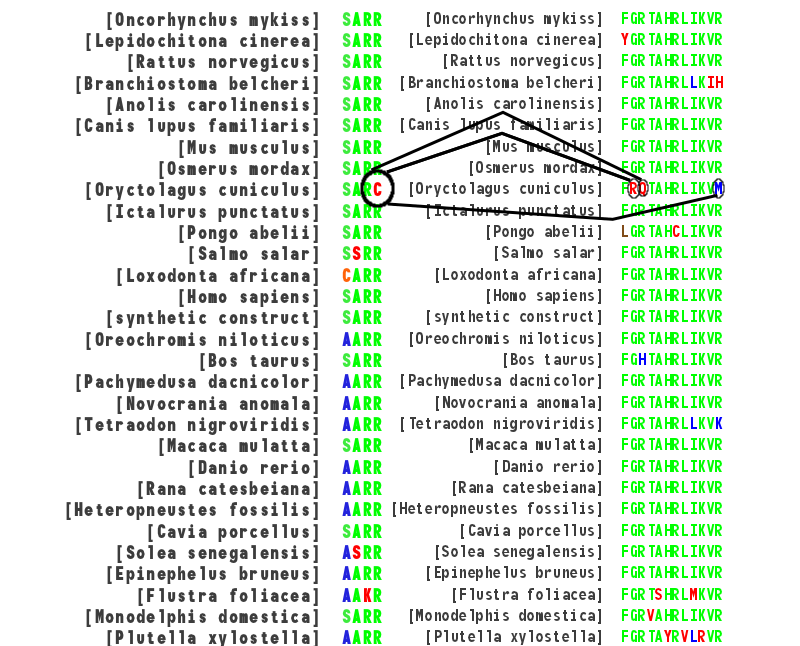 [Oncorhynchus mykiss] SARR [Oncorhynchus mykiss] FGRTAHRLIKVR
[Lepidochitona cinerea] SARR [Lepidochitona cinerea] YGRTAHRLIKVR
[Rattus norvegicus] SARR [Rattus norvegicus] FGRTAHRLIKVR
[Branchiostoma belcheri] SARR [Branchiostoma belcheri] FGRTAHRLLKIH
[Anolis carolinensis] SARR [Anolis carolinensis] FGRTAHRLIKVR
[Canis lupus familiaris] SARR [Canis lupus familiaris] FGRTAHRLIKVR
[Mus musculus] SARR [Mus musculus] FGRTAHRLIKVR
[Osmerus mordax] SARR [Osmerus mordax] FGRTAHRLIKVR
[Oryctolagus cuniculus] SARC [Oryctolagus cuniculus] FRQTAHRLIKVM
[Ictalurus punctatus] SARR [Ictalurus punctatus] FGRTAHRLIKVR
[Pongo abelii] SARR [Pongo abelii] LGRTAHCLIKVR
[Salmo salar] SSRR [Salmo salar] FGRTAHRLIKVR
[Loxodonta africana] CARR [Loxodonta africana] FGRTAHRLIKVR
[Homo sapiens] SARR [Homo sapiens] FGRTAHRLIKVR
[synthetic construct] SARR [synthetic construct] FGRTAHRLIKVR
[Oreochromis niloticus] AARR [Oreochromis niloticus] FGRTAHRLIKVR
[Bos taurus] SARR [Bos taurus] FGHTAHRLIKVR
[Pachymedusa dacnicolor] AARR [Pachymedusa dacnicolor] FGRTAHRLIKVR
[Novocrania anomala] AARR [Novocrania anomala] FGRTAHRLIKVR
[Tetraodon nigroviridis] AARR [Tetraodon nigroviridis] FGRTAHRLLKVK
[Macaca mulatta] SARR [Macaca mulatta] FGRTAHRLIKVR
[Danio rerio] AARR [Danio rerio] FGRTAHRLIKVR
[Rana catesbeiana] AARR [Rana catesbeiana] FGRTAHRLIKVR
[Heteropneustes fossilis] AARR [Heteropneustes fossilis] FGRTAHRLIKVR
[Cavia porcellus] SARR [Cavia porcellus] FGRTAHRLIKVR
[Solea senegalensis] ASRR [Solea senegalensis] FGRTAHRLIKVR
[Epinephelus bruneus] AARR [Epinephelus bruneus] FGRTAHRLIKVR
[Flustra foliacea] AAKR [Flustra foliacea] FGRTSHRLMKVR
[Monodelphis domestica] SARR [Monodelphis domestica] FGRVAHRLIKVR
[Plutella xylostella] AARR [Plutella xylostella] FGRTAYRVLRVR